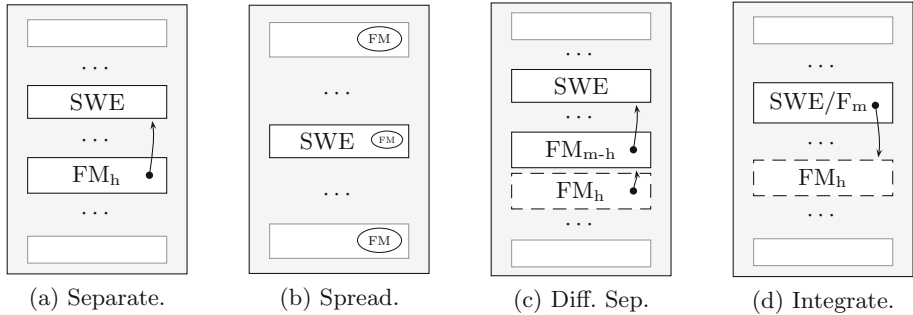 ...
SWE
...
FMh
...
(a) Separate.
FM
...
SWE FM
...
FM
(b) Spread.
...
SWE
...
FMm-h
FMh
...
(c) Diff. Sep.
...
SWE/Fm
...
FMh
...
(d) Integrate.